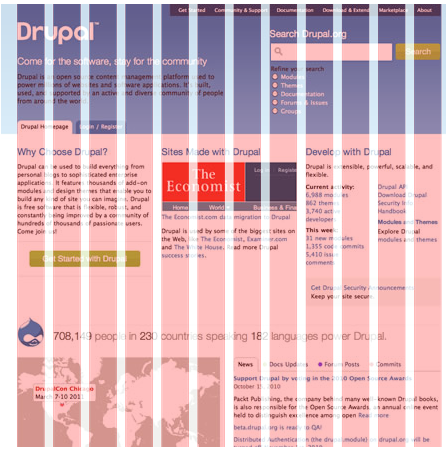 Get Started Community & Support Documentation Download & Extend Marketplace About
Drupal™
Search Drupal.org
Search
Come for the software, stay for the community
Refine your search
Drupal is an open source content management platform used to
power millions of websites and software applications. It's built,
used, and supported by an active and diverse community of people
from around the world.
Modules
Themes
Documentation
Forums & Issues
Groups
Drupal Homepage Login / Register
Why Choose Drupal?
Drupal can be used to build everything from
personal blogs to sophisticated enterprise
applications. It features thousands of add-on
modules and designs that enable you to
build any kind of site you can imagine. Drupal
is free software that is flexible, robust, and
constantly being improved by a community of
hundreds of thousands of passionate users.
Come join us!
Get Started with Drupal
Sites Made with Drupal
The
Economist
Log in Register
Home World Business & Fina
The Economist.com data migration to Drupal
Drupal is used by some of the biggest sites on
the Web, like The Economist, Examiner.com
and The White House. Read more Drupal
success stories.
Develop with Drupal
Drupal is extensible, powerful, scalable, and
flexible.
Current activity:
6,988 modules
862 themes
3,740 active
developers
This week:
31 new modules
1,355 code commits
5,410 issue
comments
Drupal API
Download Drupal
Security Info
Handbook
Modules and Themes
Explore Drupal
modules and themes
Get Drupal Security Announcements
Keep your site secure.
708,149 people in 230 countries speaking 182 languages power Drupal.
DrupalCon Chicago
March 7-10 2011
News Docs Updates Forum Posts Commits
Support Drupal by voting in the 2010 Open Source Awards
October 15, 2010
Packt Publishing, the company behind many well-known Drupal books,
is also responsible for the Open Source Awards, an annual online event
held to distinguish excellence among open Read more
beta.drupal.org is ready to QA!
Distributed Authentication (the drupal.module) on drupal.org will be